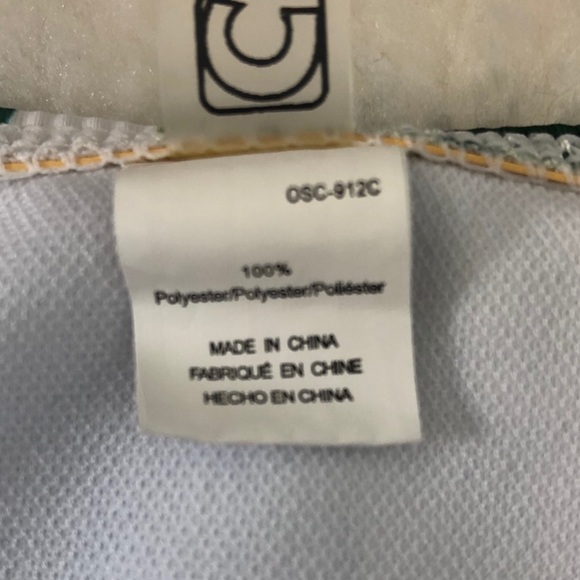 C
OSC-912C
100%
Polyester/Polyester/Poliéster
MADE IN CHINA
FABRIQUÉ EN CHINE
HECHO EN CHINA